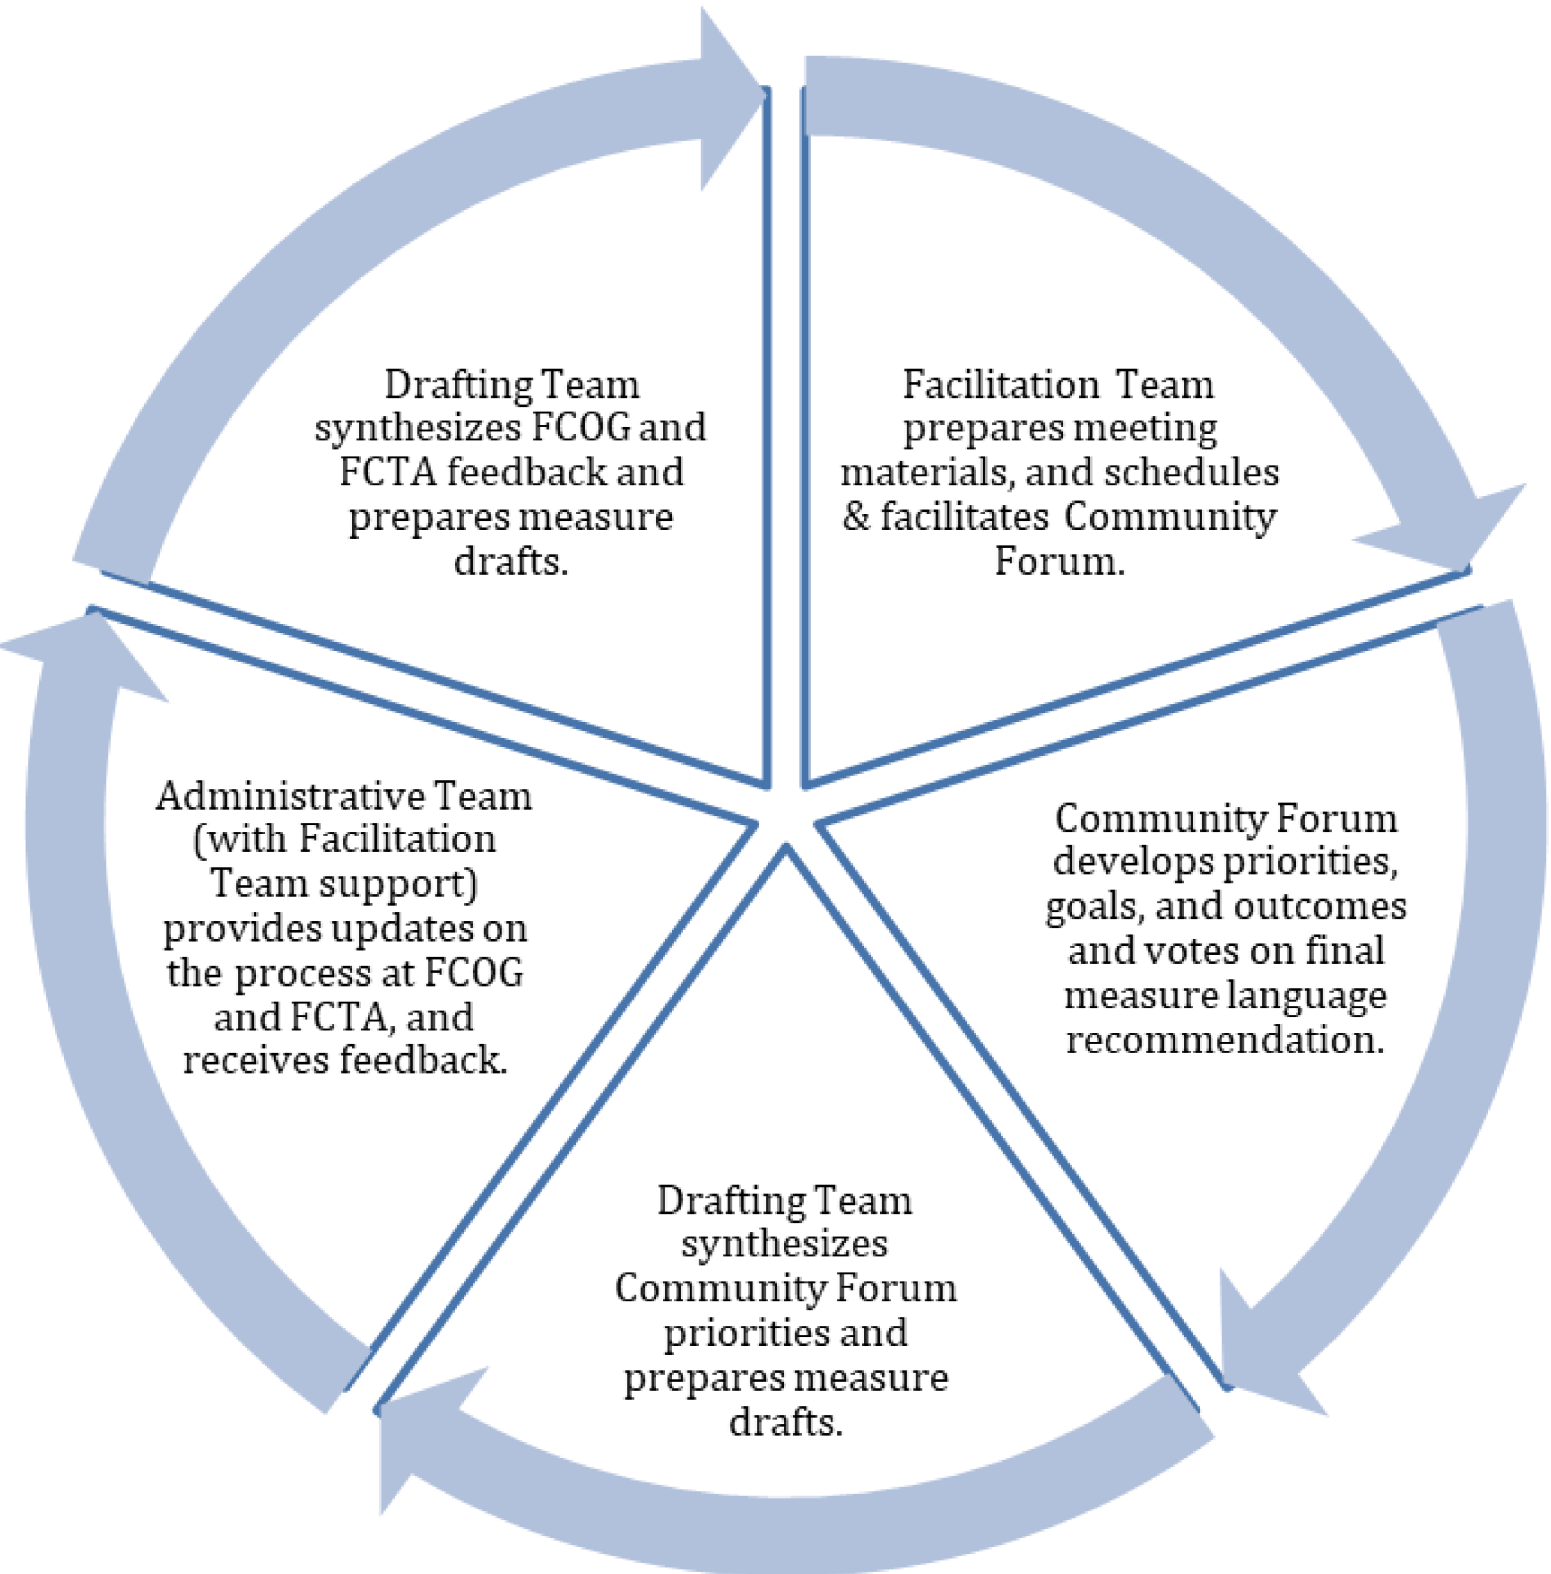 Drafting Team
synthesizes FCOG and
FCTA feedback and
prepares measure
drafts.
Facilitation Team
prepares meeting
materials, and schedules
& facilitates Community
Forum.
Community Forum
develops priorities,
goals, and outcomes
and votes on final
measure language
recommendation.
Drafting Team
synthesizes
Community Forum
priorities and
prepares measure
drafts.
Administrative Team
(with Facilitation
Team support)
provides updates on
the process at FCOG
and FCTA, and
receives feedback.